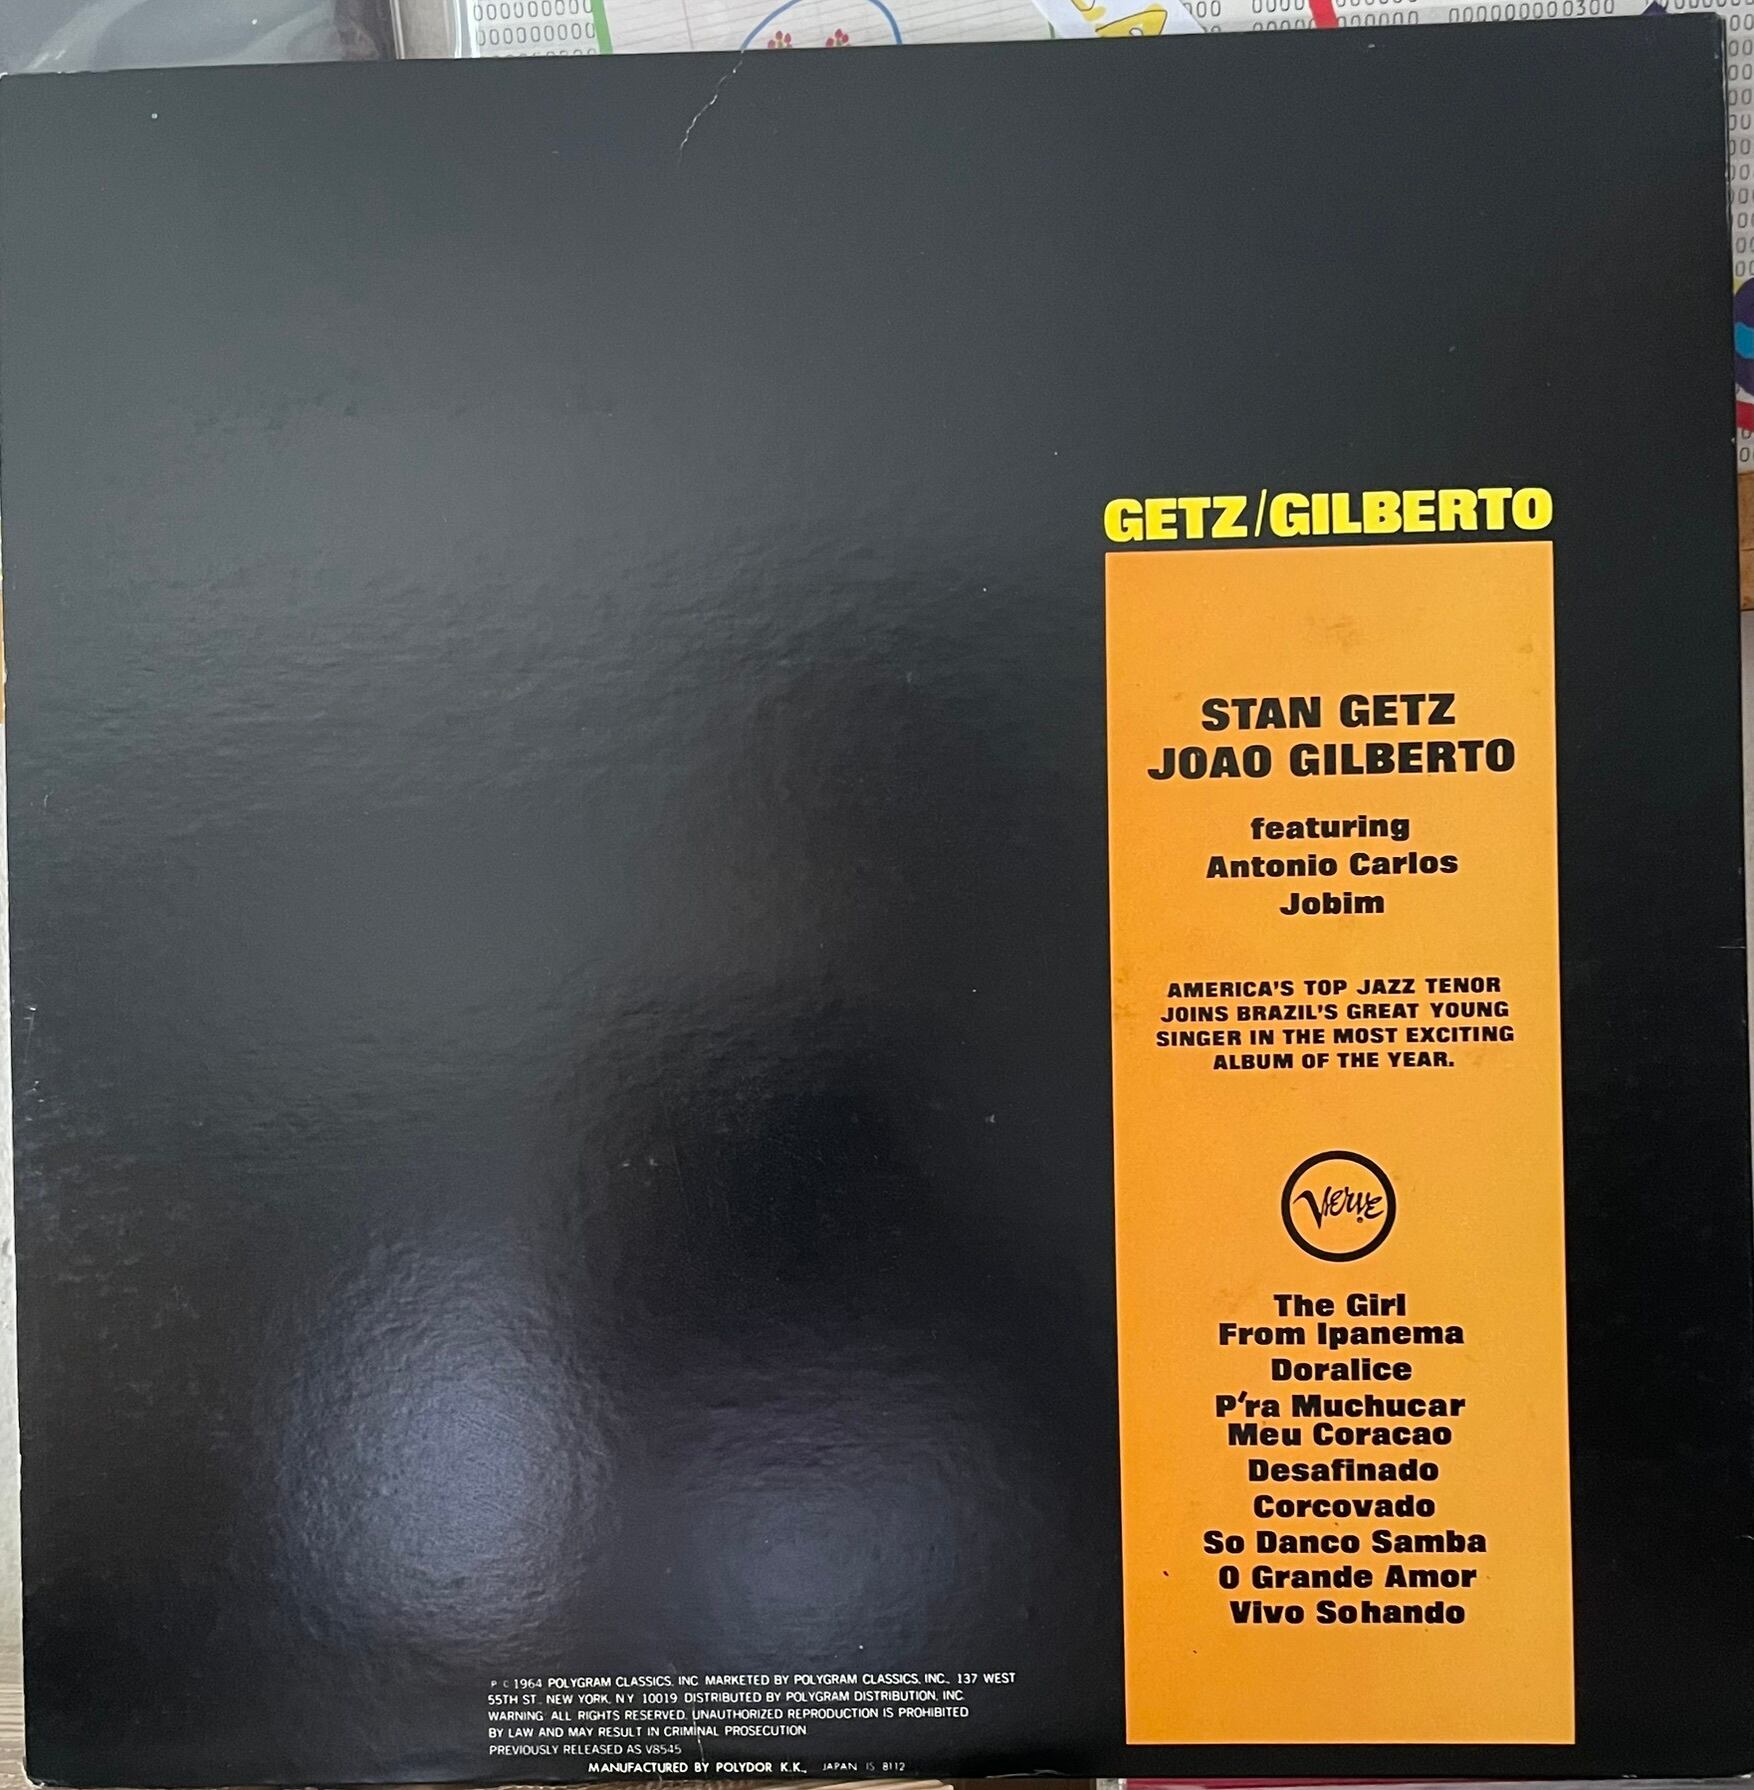 GETZ/GILBERTO
STAN GETZ
JOAO GILBERTO
featuring
Antonio Carlos
Jobim
AMERICA'S TOP JAZZ TENOR
JOINS BRAZIL'S GREAT YOUNG
SINGER IN THE MOST EXCITING
ALBUM OF THE YEAR.
Verve
The Girl
From Ipanema
Doralice
P'ra Muchucar
Meu Coracao
Desafinado
Corcovado
So Danco Samba
O Grande Amor
Vivo Sohando
P C 1964 POLYGRAM CLASSICS, INC MARKETED BY POLYGRAM CLASSICS, INC., 137 WEST
55TH ST. NEW YORK, N Y 10019 DISTRIBUTED BY POLYGRAM DISTRIBUTION, INC.
WARNING: ALL RIGHTS RESERVED. UNAUTHORIZED REPRODUCTION IS PROHIBITED
BY LAW AND MAY RESULT IN CRIMINAL PROSECUTION
PREVIOUSLY RELEASED AS V8545
MANUFACTURED BY POLYDOR K.K., JAPAN IS 8112